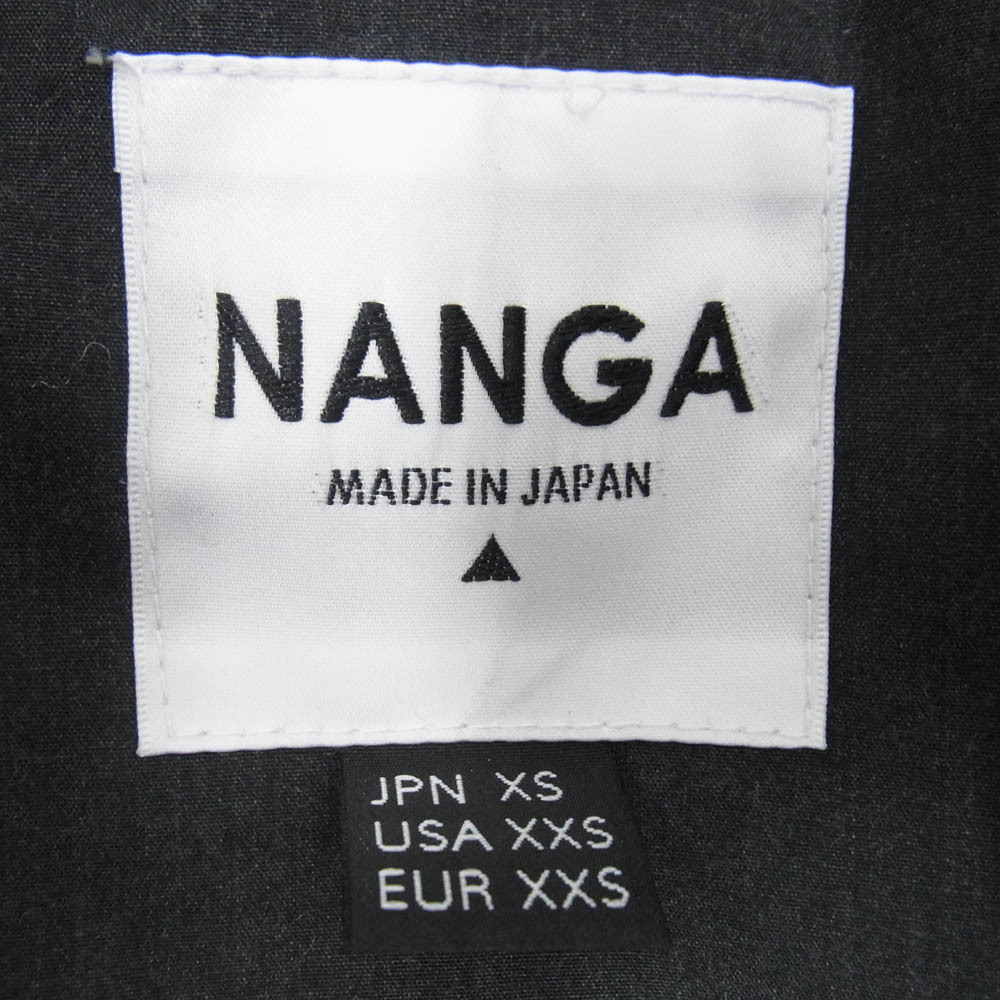 NANGA
MADE IN JAPAN
JPN XS
USA XXS
EUR XXS